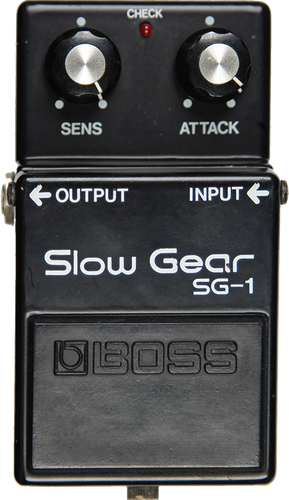 CHECK
SENS ATTACK
←OUTPUT INPUT←
Slow Gear
SG-1
BOSS